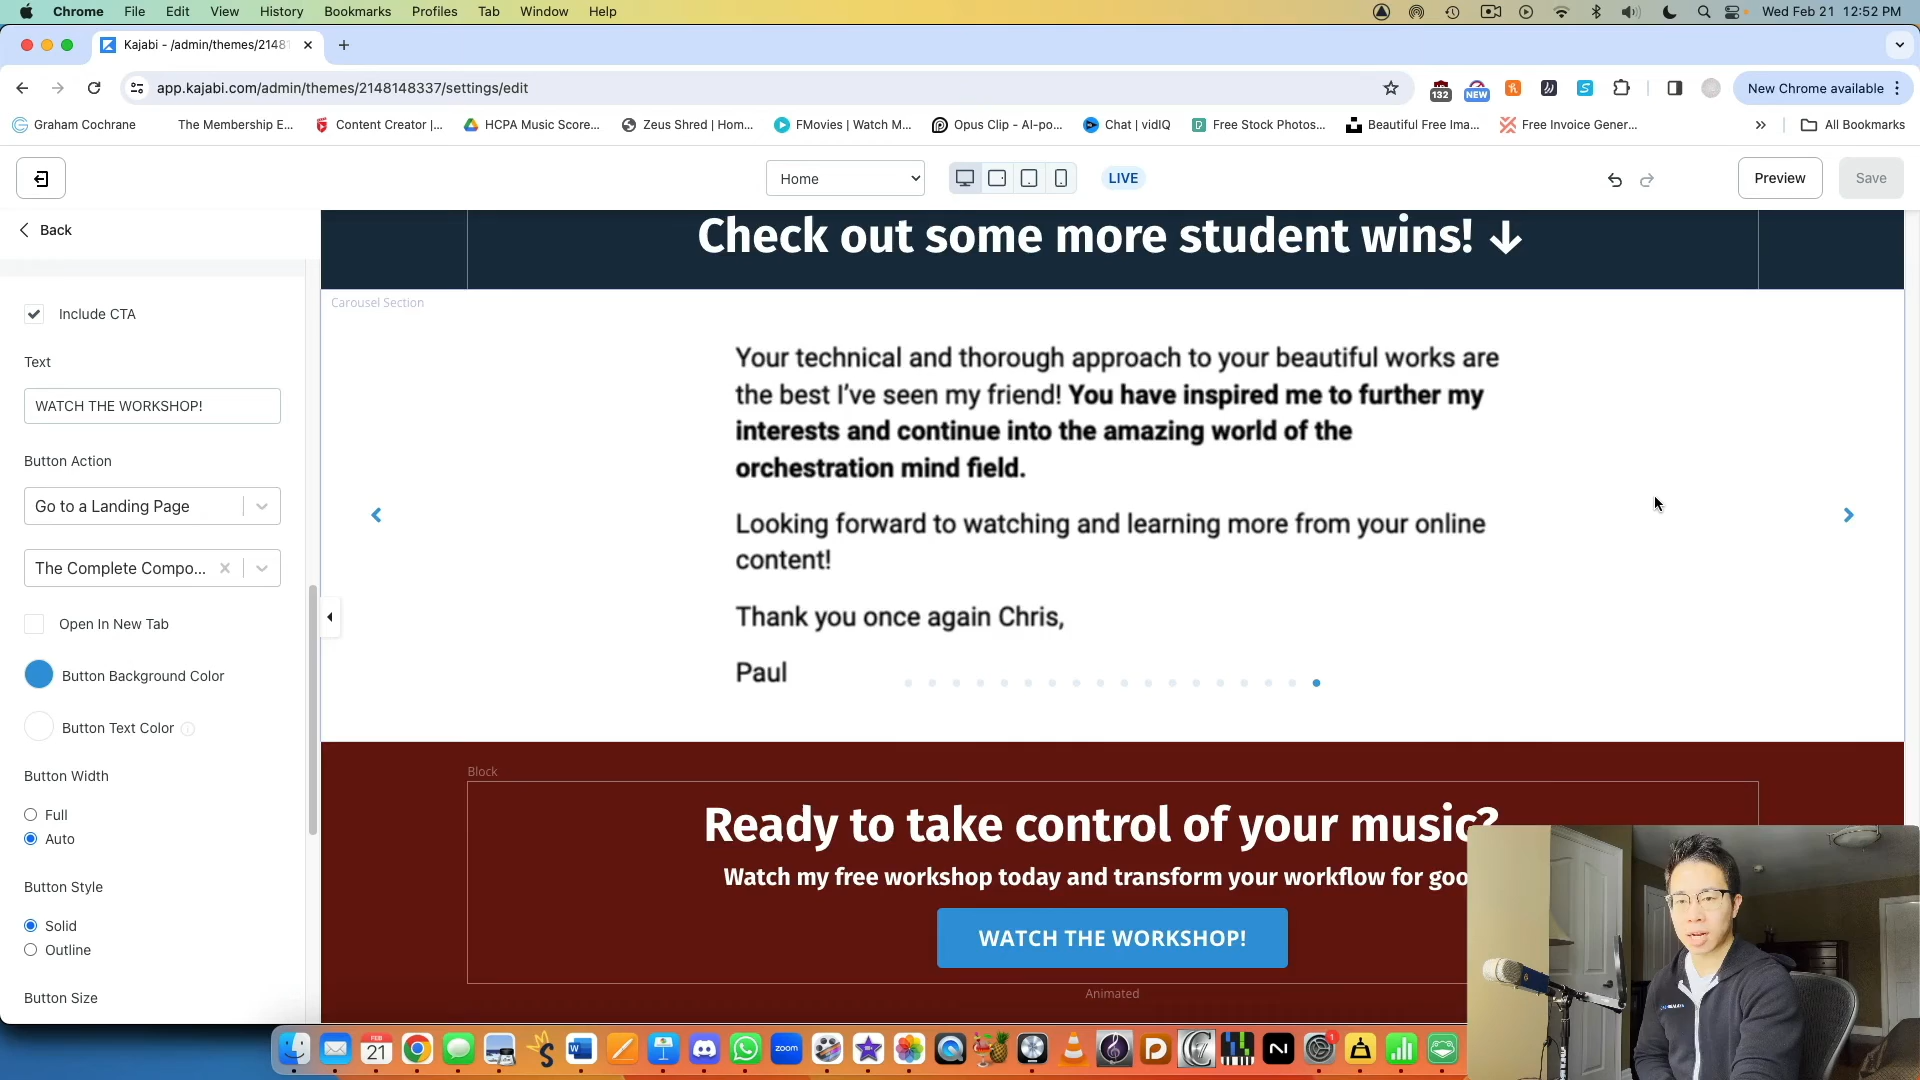 Chrome File Edit View History Bookmarks Profiles Tab Window Help
Wed Feb 21 12:52 PM
Kajabi - /admin/themes/2148
app.kajabi.com/admin/themes/2148148337/settings/edit
132
NEW
New Chrome available
Graham Cochrane
The Membership E...
Content Creator |...
HCPA Music Score...
Zeus Shred | Hom...
FMovies | Watch M...
Opus Clip - AI-po...
Chat | vidIQ
Free Stock Photos...
Beautiful Free Ima...
Free Invoice Gener...
All Bookmarks
Home
LIVE
Preview
Save
Back
Include CTA
Text
WATCH THE WORKSHOP!
Button Action
Go to a Landing Page
The Complete Compo...
Open In New Tab
Button Background Color
Button Text Color
Button Width
Full
Auto
Button Style
Solid
Outline
Button Size
Check out some more student wins! ↓
Carousel Section
Your technical and thorough approach to your beautiful works are
the best I've seen my friend! You have inspired me to further my
interests and continue into the amazing world of the
orchestration mind field.
Looking forward to watching and learning more from your online
content!
Thank you once again Chris,
Paul
Block
Ready to take control of your music?
Watch my free workshop today and transform your workflow for goo
WATCH THE WORKSHOP!
Animated
FEB
21
W
zoom
1